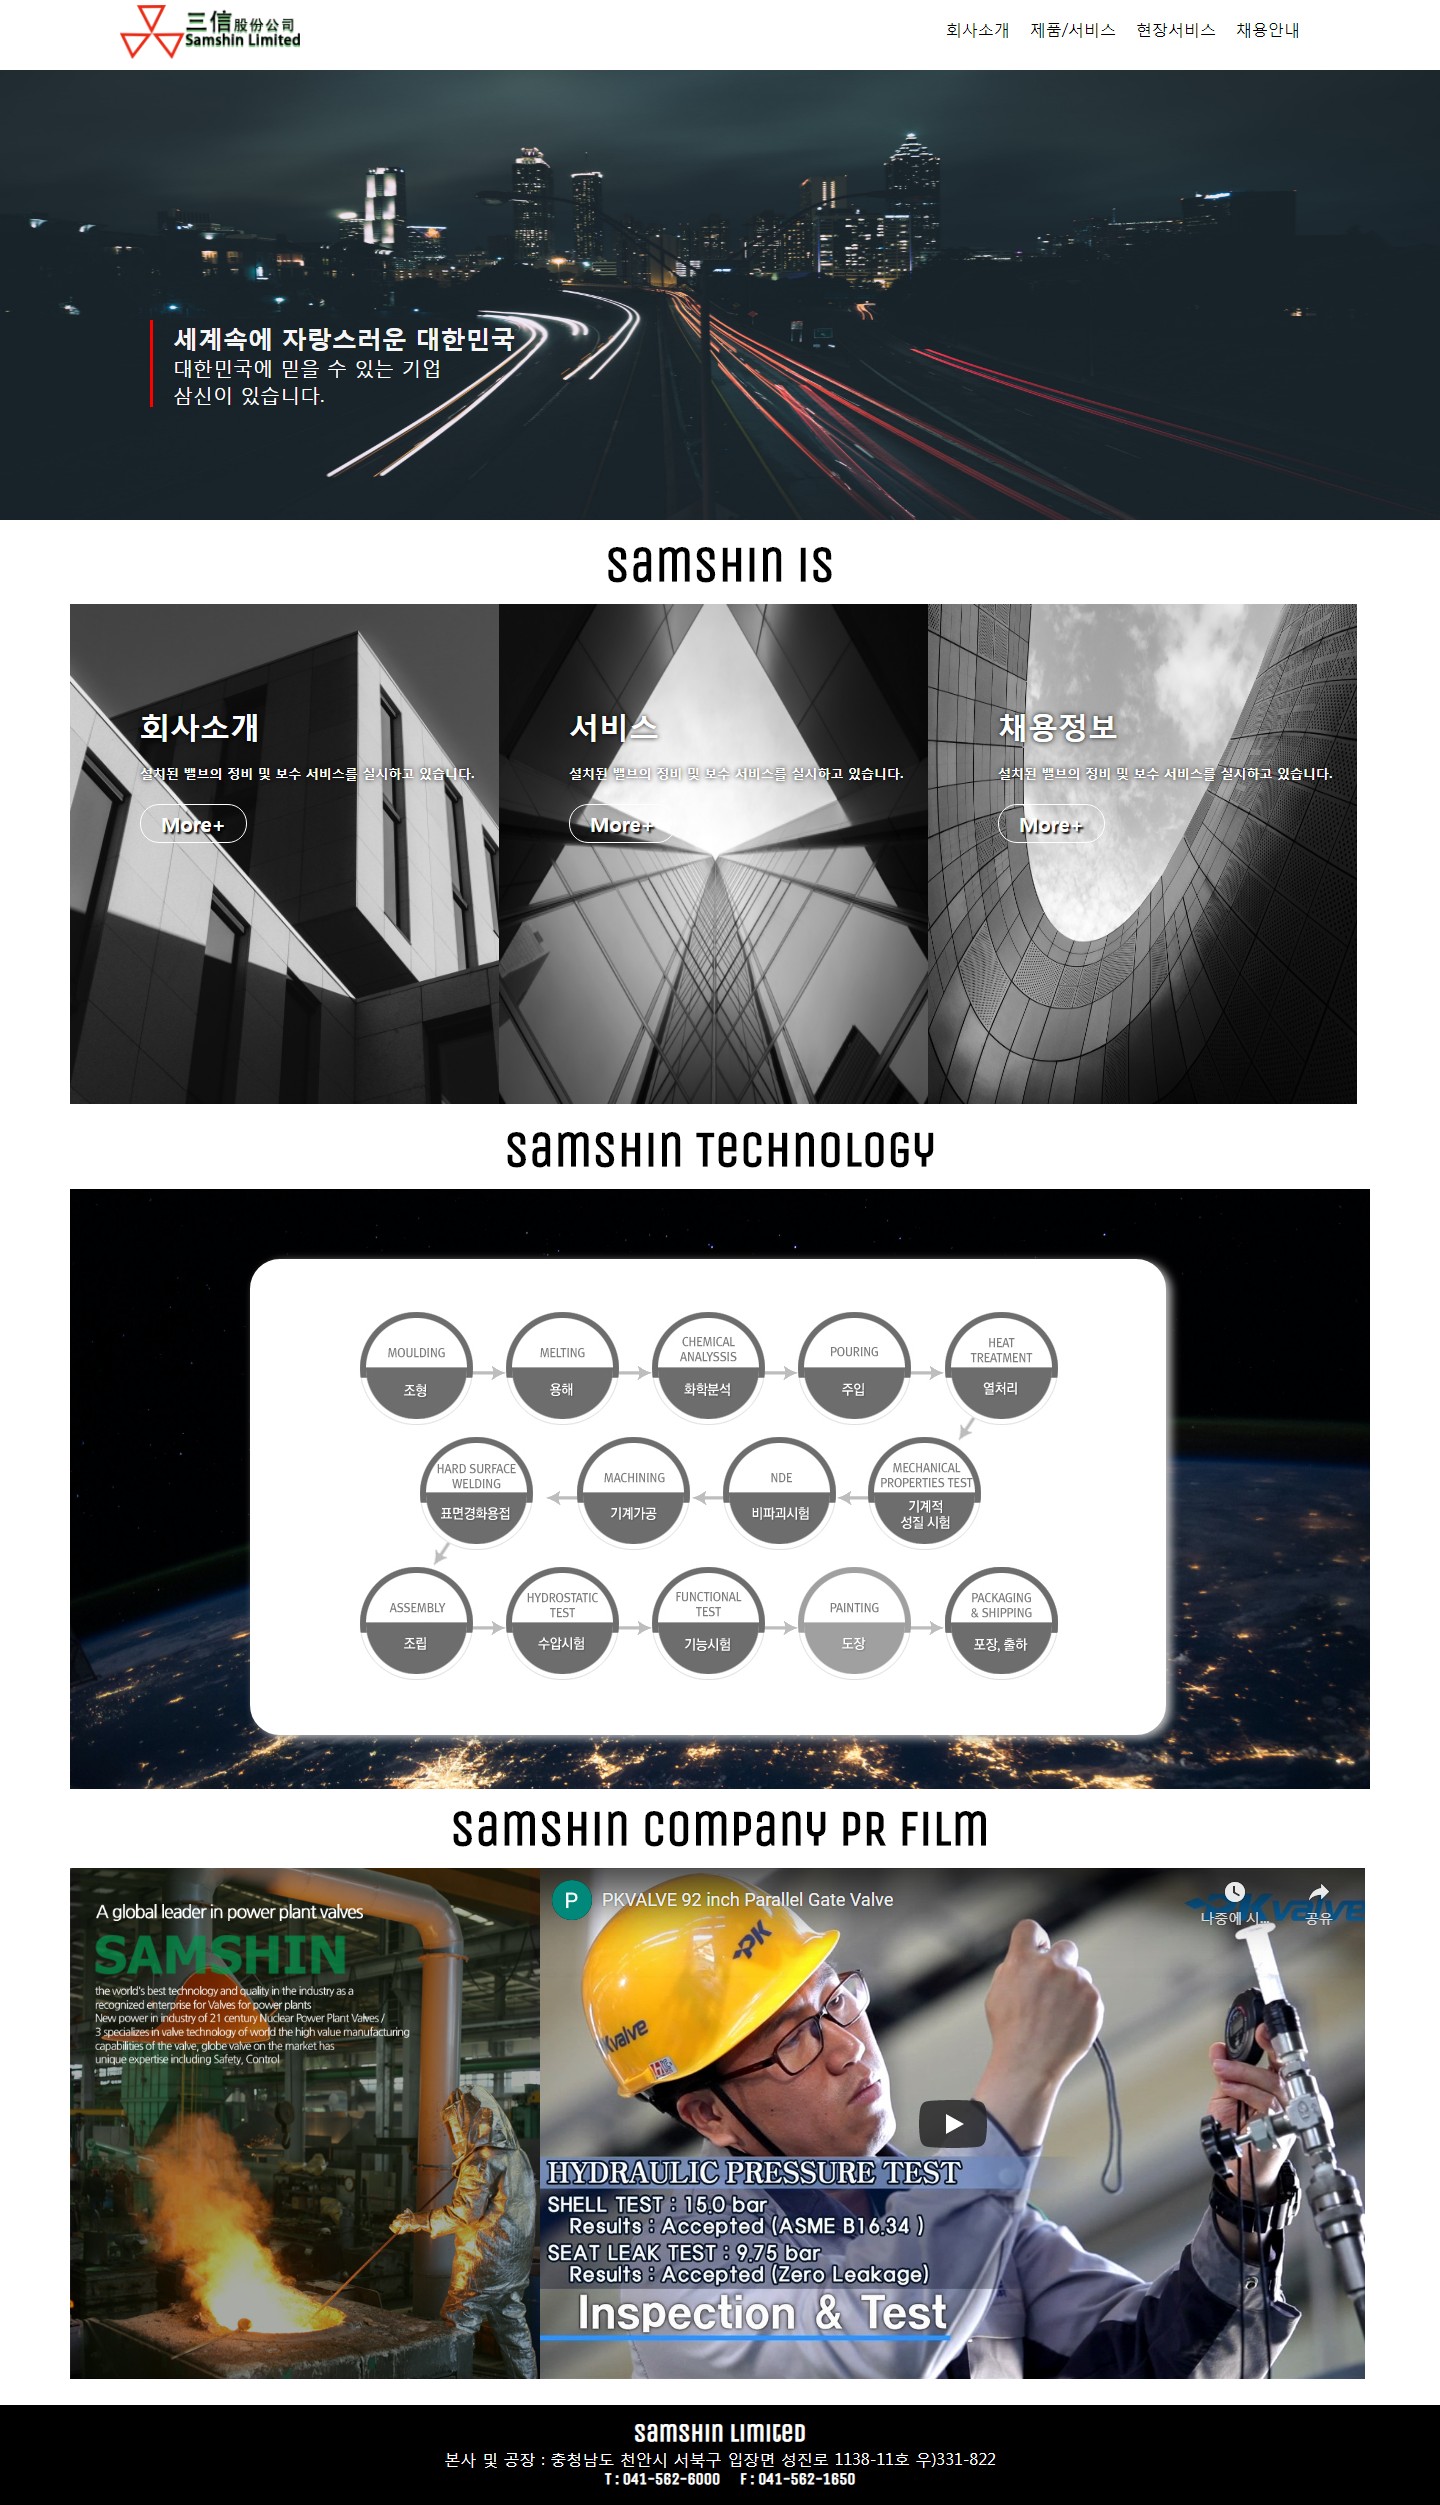 三信股份公司
Samshin Limited
회사소개 제품/서비스 현장서비스 채용안내
세계속에 자랑스러운 대한민국
대한민국에 믿을 수 있는 기업
삼신이 있습니다.
Samshin is
회사소개
설치된 밸브의 정비 및 보수 서비스를 실시하고 있습니다.
More+
서비스
설치된 밸브의 정비 및 보수 서비스를 실시하고 있습니다.
More+
채용정보
설치된 밸브의 정비 및 보수 서비스를 실시하고 있습니다.
More+
Samshin Technology
MOULDING
조형
MELTING
용해
CHEMICAL
ANALYSSIS
화학분석
POURING
주입
HEAT
TREATMENT
열처리
HARD SURFACE
WELDING
표면경화용접
MACHINING
기계가공
NDE
비파괴시험
MECHANICAL
PROPERTIES TEST
기계적
성질 시험
ASSEMBLY
조립
HYDROSTATIC
TEST
수압시험
FUNCTIONAL
TEST
기능시험
PAINTING
도장
PACKAGING
& SHIPPING
포장, 출하
Samshin Company PR Film
A global leader in power plant valves
SAMSHIN
the world's best technology and quality in the industry as a
recognized enterprise for Valves for power plants
New power in industry of 21 century Nuclear Power Plant Valves /
3 specializes in valve technology of world the high value manufacturing
capabilities of the valve, globe valve on the market has
unique expertise including Safety, Control
P PKVALVE 92 inch Parallel Gate Valve
나중에 시...
공유
PKvalve
PK
Kvalve
HYDRAULIC PRESSURE TEST
SHELL TEST : 15.0 bar
Results : Accepted (ASME B16.34 )
SEAT LEAK TEST : 9.75 bar
Results : Accepted (Zero Leakage)
Inspection & Test
Samshin Limited
본사 및 공장 : 충청남도 천안시 서북구 입장면 성진로 1138-11호 우)331-822
T : 041-562-6000 F : 041-562-1650